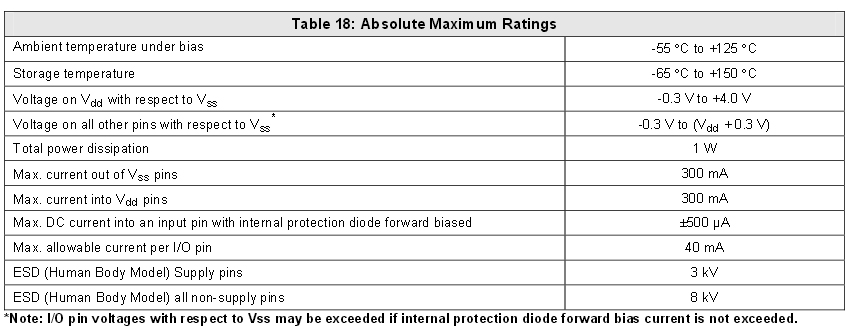 Table 18: Absolute Maximum Ratings
Ambient temperature under bias -55 °C to +125 °C
Storage temperature -65 °C to +150 °C
Voltage on Vdd with respect to Vss -0.3 V to +4.0 V
Voltage on all other pins with respect to Vss* -0.3 V to (Vdd +0.3 V)
Total power dissipation 1 W
Max. current out of Vss pins 300 mA
Max. current into Vdd pins 300 mA
Max. DC current into an input pin with internal protection diode forward biased ±500 µA
Max. allowable current per I/O pin 40 mA
ESD (Human Body Model) Supply pins 3 kV
ESD (Human Body Model) all non-supply pins 8 kV
*Note: I/O pin voltages with respect to Vss may be exceeded if internal protection diode forward bias current is not exceeded.